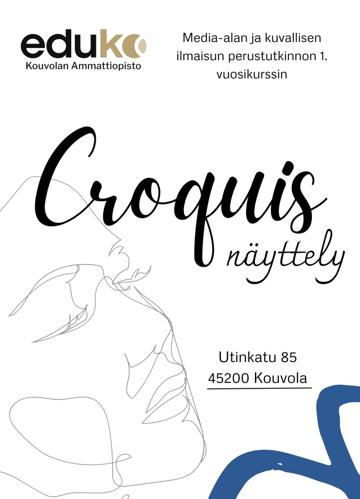 eduko
Kouvolan Ammattiopisto
Media-alan ja kuvallisen
ilmaisun perustutkinnon 1.
vuosikurssin
Croquis
näyttely
Utinkatu 85
45200 Kouvola